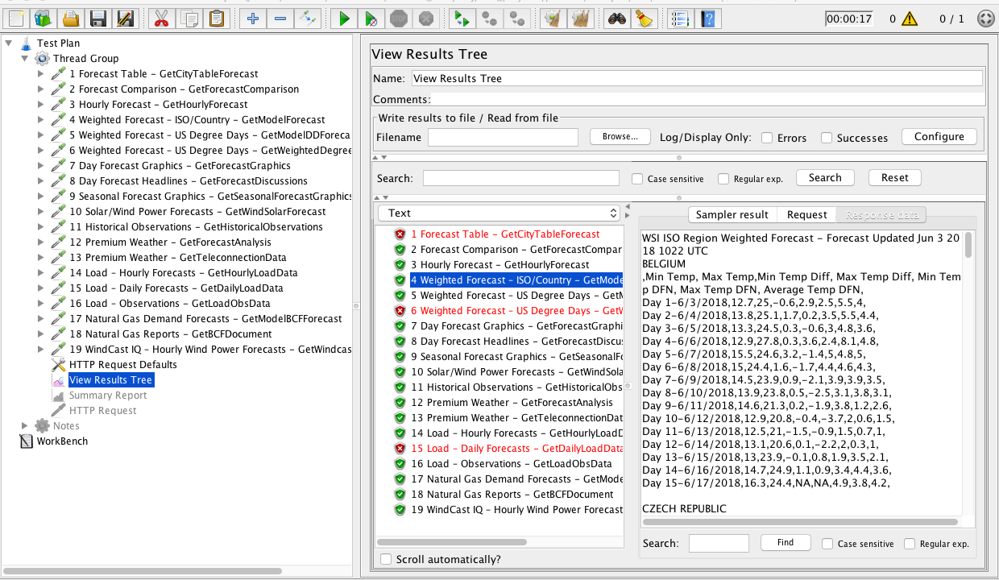 00:00:17 0 0 / 1
Test Plan
Thread Group
1 Forecast Table - GetCityTableForecast
2 Forecast Comparison - GetForecastComparison
3 Hourly Forecast - GetHourlyForecast
4 Weighted Forecast - ISO/Country - GetModelForecast
5 Weighted Forecast - US Degree Days - GetModelDDForeca
6 Weighted Forecast - US Degree Days - GetWeightedDegree
7 Day Forecast Graphics - GetForecastGraphics
8 Day Forecast Headlines - GetForecastDiscussions
9 Seasonal Forecast Graphics - GetSeasonalForecastGraphics
10 Solar/Wind Power Forecasts - GetWindSolarForecast
11 Historical Observations - GetHistoricalObservations
12 Premium Weather - GetForecastAnalysis
13 Premium Weather - GetTeleconnectionData
14 Load - Hourly Forecasts - GetHourlyLoadData
15 Load - Daily Forecasts - GetDailyLoadData
16 Load - Observations - GetLoadObsData
17 Natural Gas Demand Forecasts - GetModelBCFForecast
18 Natural Gas Reports - GetBCFDocument
19 WindCast IQ - Hourly Wind Power Forecasts - GetWindcas
HTTP Request Defaults
View Results Tree
Summary Report
HTTP Request
Notes
WorkBench
View Results Tree
Name: View Results Tree
Comments:
Write results to file / Read from file
Filename Browse... Log/Display Only: Errors Successes Configure
Search: Case sensitive Regular exp. Search Reset
Text
1 Forecast Table - GetCityTableForecast
2 Forecast Comparison - GetForecastCompar
3 Hourly Forecast - GetHourlyForecast
4 Weighted Forecast - ISO/Country - GetMode
5 Weighted Forecast - US Degree Days - GetM
6 Weighted Forecast - US Degree Days - GetW
7 Day Forecast Graphics - GetForecastGraphi
8 Day Forecast Headlines - GetForecastDiscu
9 Seasonal Forecast Graphics - GetSeasonalFo
10 Solar/Wind Power Forecasts - GetWindSola
11 Historical Observations - GetHistoricalObs
12 Premium Weather - GetForecastAnalysis
13 Premium Weather - GetTeleconnectionDat
14 Load - Hourly Forecasts - GetHourlyLoadD
15 Load - Daily Forecasts - GetDailyLoadData
16 Load - Observations - GetLoadObsData
17 Natural Gas Demand Forecasts - GetMode
18 Natural Gas Reports - GetBCFDocument
19 WindCast IQ - Hourly Wind Power Forecast
Scroll automatically?
Sampler result Request Response data
WSI ISO Region Weighted Forecast - Forecast Updated Jun 3 20
18 1022 UTC
BELGIUM
,Min Temp, Max Temp,Min Temp Diff, Max Temp Diff, Min Tem
p DFN, Max Temp DFN, Average Temp DFN,
Day 1-6/3/2018,12.7,25,-0.6,2.9,2.5,5.5,4,
Day 2-6/4/2018,13.8,25.1,1.7,0.2,3.5,5.5,4.4,
Day 3-6/5/2018,13.3,24.5,0.3,-0.6,3,4.8,3.6,
Day 4-6/6/2018,12.9,27.8,0.3,3.6,2.4,8.1,4.8,
Day 5-6/7/2018,15.5,24.6,3.2,-1.4,5,4.8,5,
Day 6-6/8/2018,15,24.4,1.6,-1.7,4.4,4.6,4.3,
Day 7-6/9/2018,14.5,23.9,0.9,-2.1,3.9,3.9,3.5,
Day 8-6/10/2018,13.9,23.8,0.5,-2.5,3.1,3.8,3.1,
Day 9-6/11/2018,14.6,21.3,0.2,-1.9,3.8,1.2,2.6,
Day 10-6/12/2018,12.9,20.8,-0.4,-3.7,2,0.6,1.5,
Day 11-6/13/2018,12.5,21,-1.5,-0.9,1.5,0.7,1,
Day 12-6/14/2018,13.1,20.6,0.1,-2.2,2,0.3,1,
Day 13-6/15/2018,13,23.9,-0.1,0.8,1.9,3.5,2.1,
Day 14-6/16/2018,14.7,24.9,1.1,0.9,3.4,4.4,3.6,
Day 15-6/17/2018,16.3,24.4,NA,NA,4.9,3.8,4.2,
CZECH REPUBLIC
Search: Find Case sensitive Regular exp.